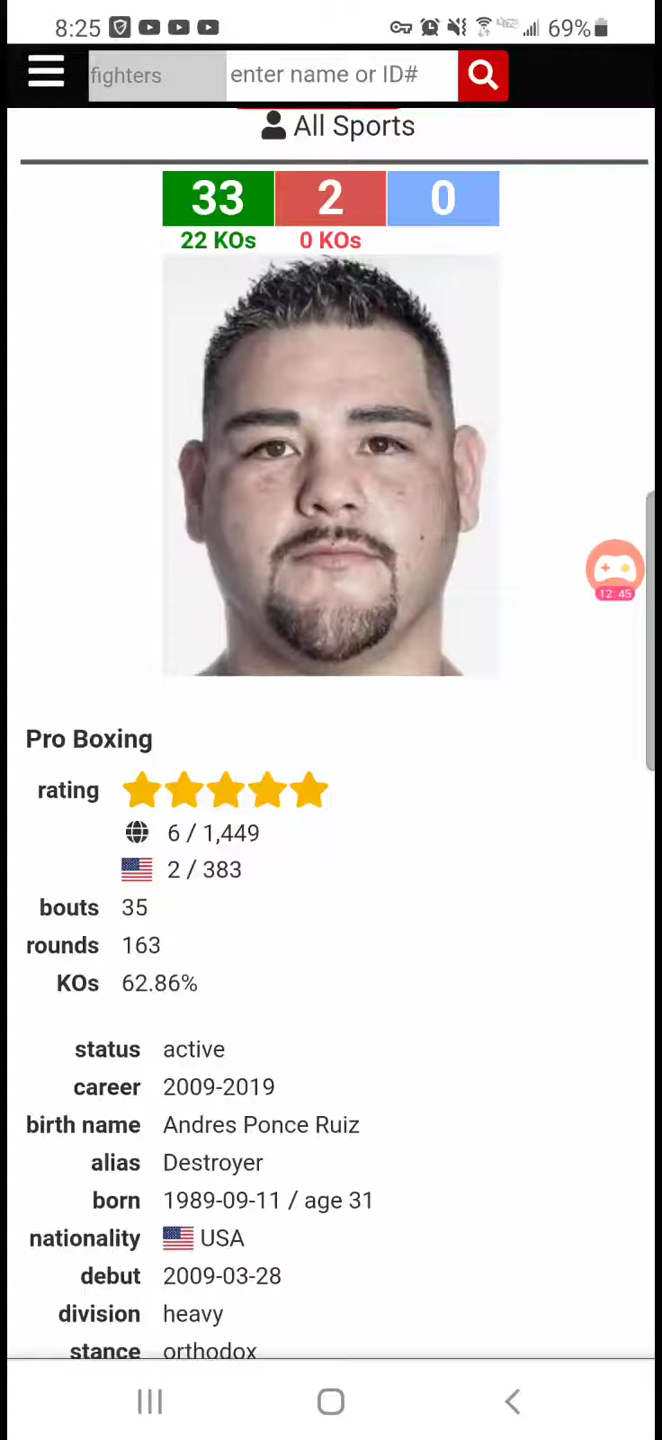 8:25 69%
fighters enter name or ID#
All Sports
33 2 0
22 KOs 0 KOs
12:45
Pro Boxing
rating
6 / 1,449
2 / 383
bouts 35
rounds 163
KOs 62.86%
status active
career 2009-2019
birth name Andres Ponce Ruiz
alias Destroyer
born 1989-09-11 / age 31
nationality USA
debut 2009-03-28
division heavy
stance orthodox